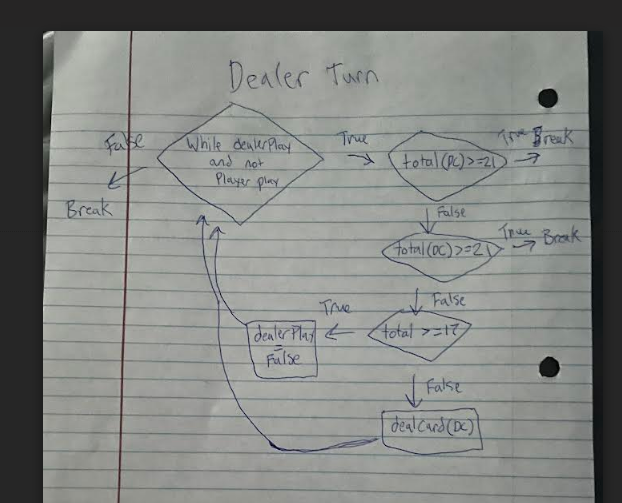 Dealer Turn
False
While dealerPlay
and not
Player play
True
total(PC)>=21
True Break
Break
False
total(DC)>=21
True Break
False
True
dealerPlay
=
False
total >=17
False
dealCard(DC)